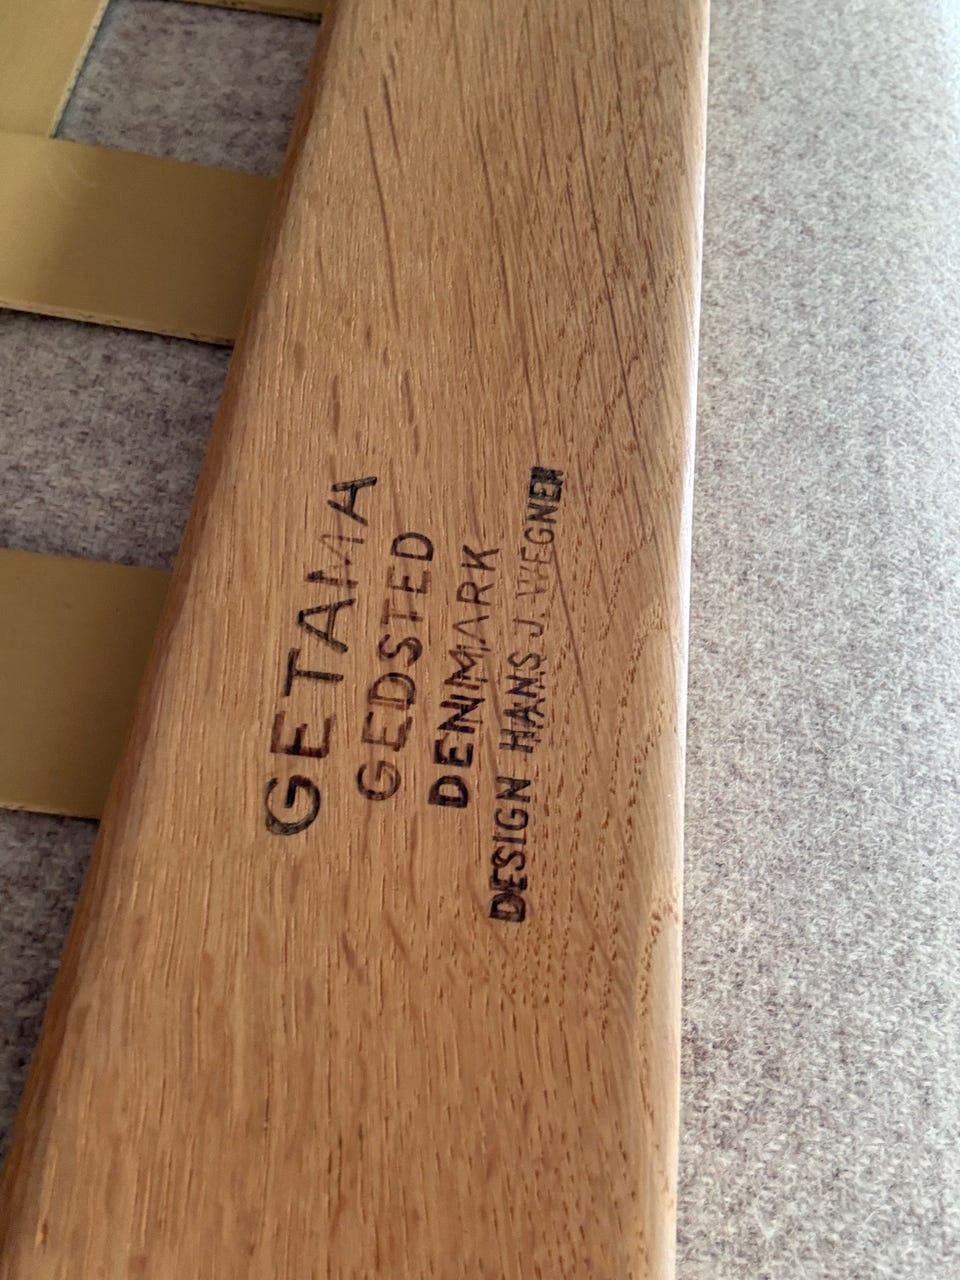 GETAMA
GEDSTED
DENMARK
DESIGN HANS J. WEGNER